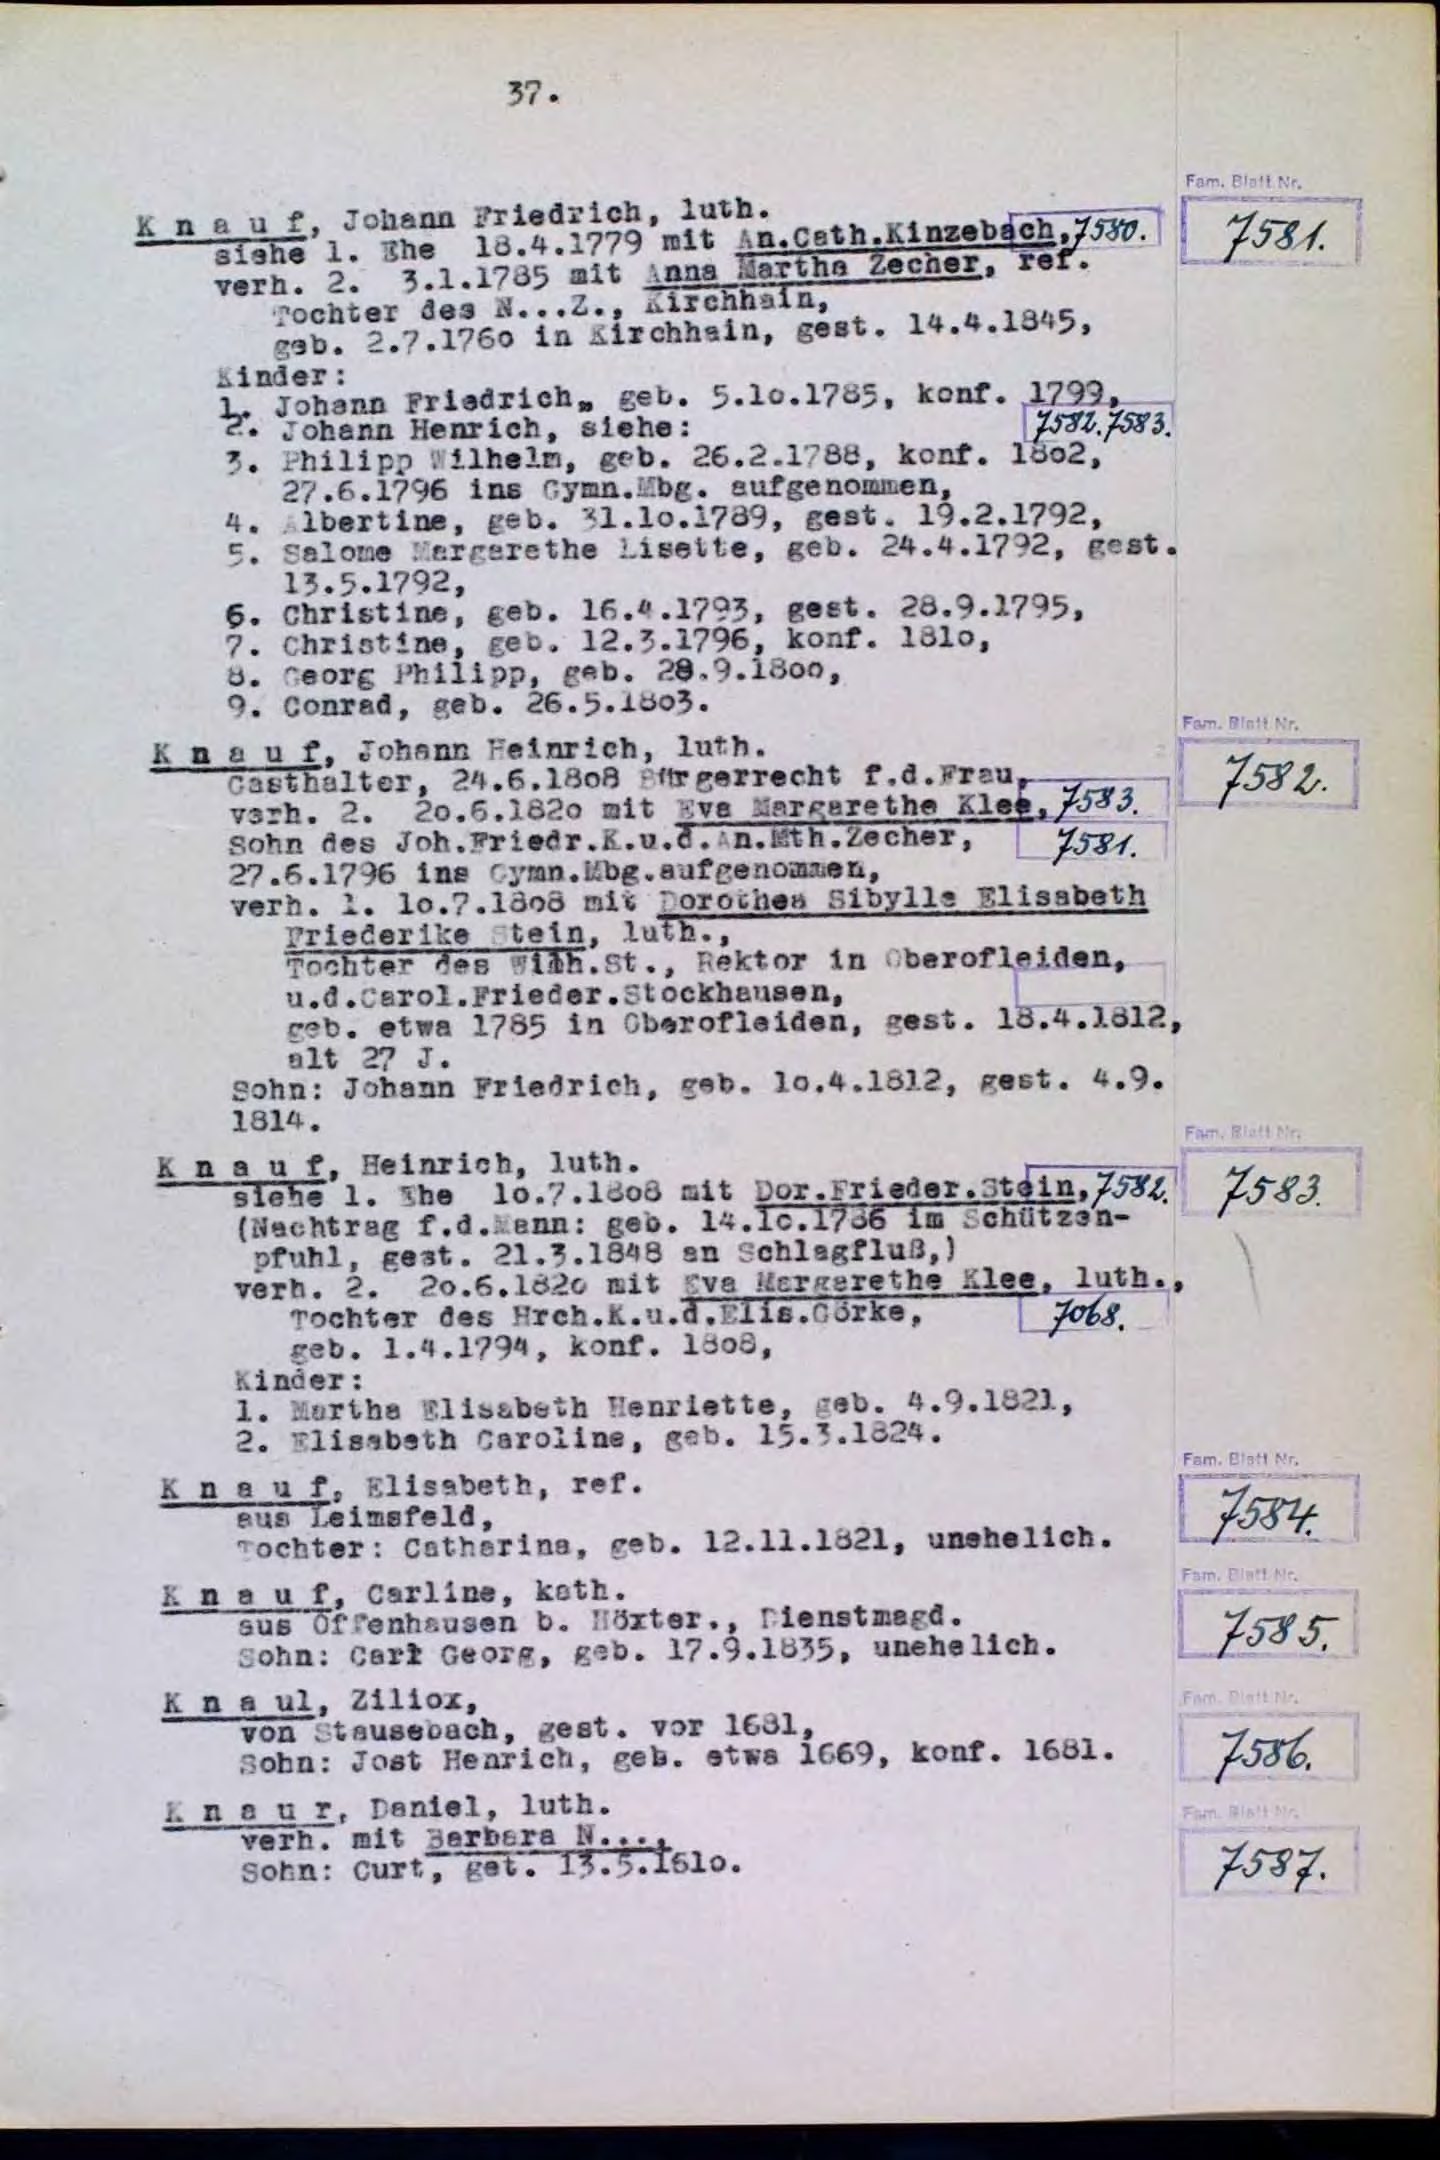 37.
Fam. Blatt Nr.
K n a u f, Johann Friedrich, luth.
7581.
siehe 1. Ehe 18.4.1779 mit An.Cath.Kinzebach, 7580.
verh. 2. 3.1.1785 mit Anna Martha Zecher, ref.
Tochter des N...Z., Kirchhain,
geb. 2.7.1760 in Kirchhain, gest. 14.4.1845,
Kinder:
1. Johann Friedrich, geb. 5.10.1785, konf. 1799,
2. Johann Henrich, siehe: 7582. 7583.
3. Philipp Wilhelm, geb. 26.2.1788, konf. 1802,
27.6.1796 ins Gymn.Mbg. aufgenommen,
4. Albertine, geb. 31.10.1789, gest. 19.2.1792,
5. Salome Margarethe Lisette, geb. 24.4.1792, gest.
13.5.1792,
6. Christine, geb. 16.4.1793, gest. 28.9.1795,
7. Christine, geb. 12.3.1796, konf. 1810,
8. Georg Philipp, geb. 28.9.1800,
9. Conrad, geb. 26.5.1803.
Fam. Blatt Nr.
K n a u f, Johann Heinrich, luth.
7582.
Gasthalter, 24.6.1808 Bürgerrecht f.d.Frau,
verh. 2. 20.6.1820 mit Eva Margarethe Klee, 7583.
Sohn des Joh.Friedr.K.u.d.An.Mth.Zecher, 7581.
27.6.1796 ins Gymn.Mbg.aufgenommen,
verh. 1. 10.7.1808 mit Dorothea Sibylle Elisabeth
Friederike Stein, luth.,
Tochter des Wilh.St., Rektor in Oberofleiden,
u.d.Carol.Frieder.Stockhausen,
geb. etwa 1785 in Oberofleiden, gest. 18.4.1812,
alt 27 J.
Sohn: Johann Friedrich, geb. 10.4.1812, gest. 4.9.
1814.
Fam. Blatt Nr.
K n a u f, Heinrich, luth.
7583.
siehe 1. Ehe 10.7.1808 mit Dor.Frieder.Stein, 7582.
(Nachtrag f.d.Mann: geb. 14.10.1786 im Schützen-
pfuhl, gest. 21.3.1848 an Schlagfluß,)
verh. 2. 20.6.1820 mit Eva Margarethe Klee, luth.,
Tochter des Hrch.K.u.d.Elis.Görke, 7068.
geb. 1.4.1794, konf. 1808,
Kinder:
1. Martha Elisabeth Henriette, geb. 4.9.1821,
2. Elisabeth Caroline, geb. 15.3.1824.
Fam. Blatt Nr.
K n a u f, Elisabeth, ref.
7584.
aus Leimsfeld,
Tochter: Catharina, geb. 12.11.1821, unehelich.
Fam. Blatt Nr.
K n a u f, Carline, kath.
7585.
aus Offenhausen b. Höxter., Dienstmagd.
Sohn: Carl Georg, geb. 17.9.1835, unehelich.
Fam. Blatt Nr.
K n a ul, Ziliox,
7586.
von Stausebach, gest. vor 1681,
Sohn: Jost Henrich, geb. etwa 1669, konf. 1681.
Fam. Blatt Nr.
K n a u r, Daniel, luth.
verh. mit Barbara N...,
7587.
Sohn: Curt, get. 13.5.1610.